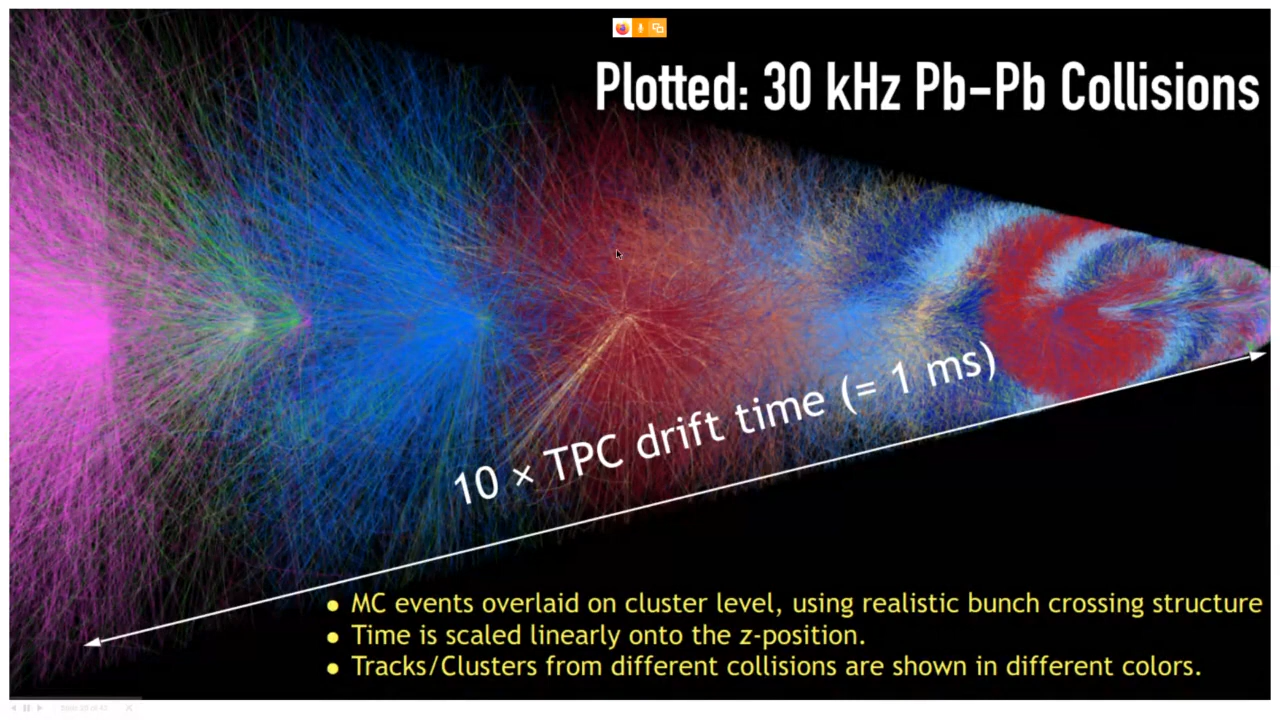 Plotted: 30 kHz Pb-Pb Collisions
10 × TPC drift time (= 1 ms)
• MC events overlaid on cluster level, using realistic bunch crossing structure
• Time is scaled linearly onto the z-position.
• Tracks/Clusters from different collisions are shown in different colors.